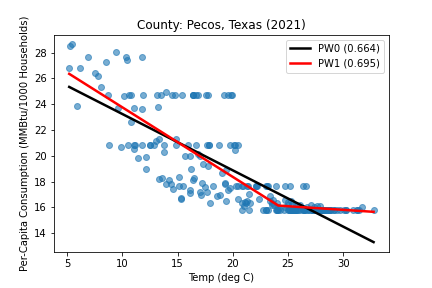 County: Pecos, Texas (2021)
PW0 (0.664)
PW1 (0.695)
Per-Capita Consumption (MMBtu/1000 Households)
28
26
24
22
20
18
16
14
5 10 15 20 25 30
Temp (deg C)